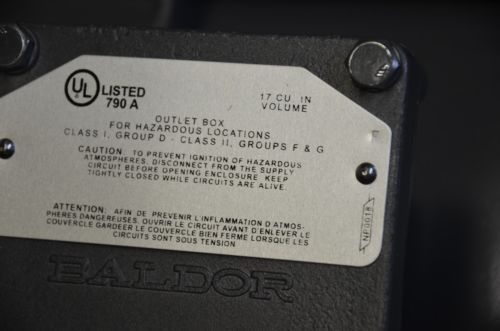 UL LISTED
790 A
17 CU. IN
VOLUME
OUTLET BOX
FOR HAZARDOUS LOCATIONS
CLASS I, GROUP D - CLASS II, GROUPS F & G
CAUTION: TO PREVENT IGNITION OF HAZARDOUS
ATMOSPHERES, DISCONNECT FROM THE SUPPLY
CIRCUIT BEFORE OPENING ENCLOSURE. KEEP
TIGHTLY CLOSED WHILE CIRCUITS ARE ALIVE.
ATTENTION: AFIN DE PREVENIR L'INFLAMMATION D'ATMOS-
PHERES DANGEREUSES, OUVRIR LE CIRCUIT AVANT D'ENLEVER LE
COUVERCLE GARDEER LE COUVERCLE BIEN FERME LORSQUE LES
CIRCUITS SONT SOUS TENSION
NP0018
BALDOR